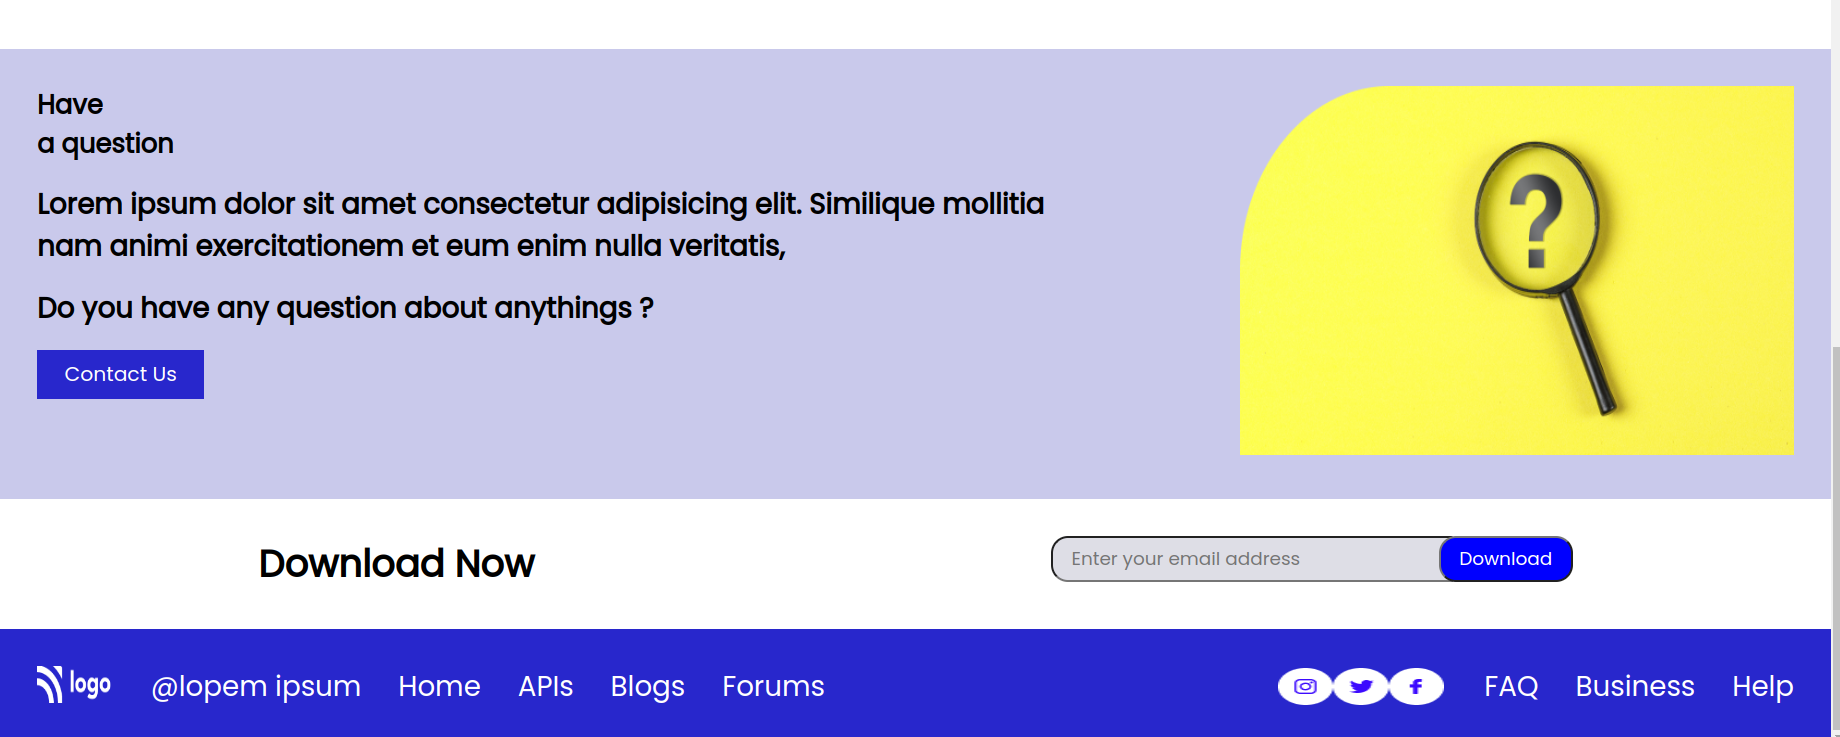 Have
a question
Lorem ipsum dolor sit amet consectetur adipisicing elit. Similique mollitia
nam animi exercitationem et eum enim nulla veritatis,
Do you have any question about anythings ?
Contact Us
?
Download Now
Enter your email address
Download
logo @lopem ipsum Home APIs Blogs Forums FAQ Business Help